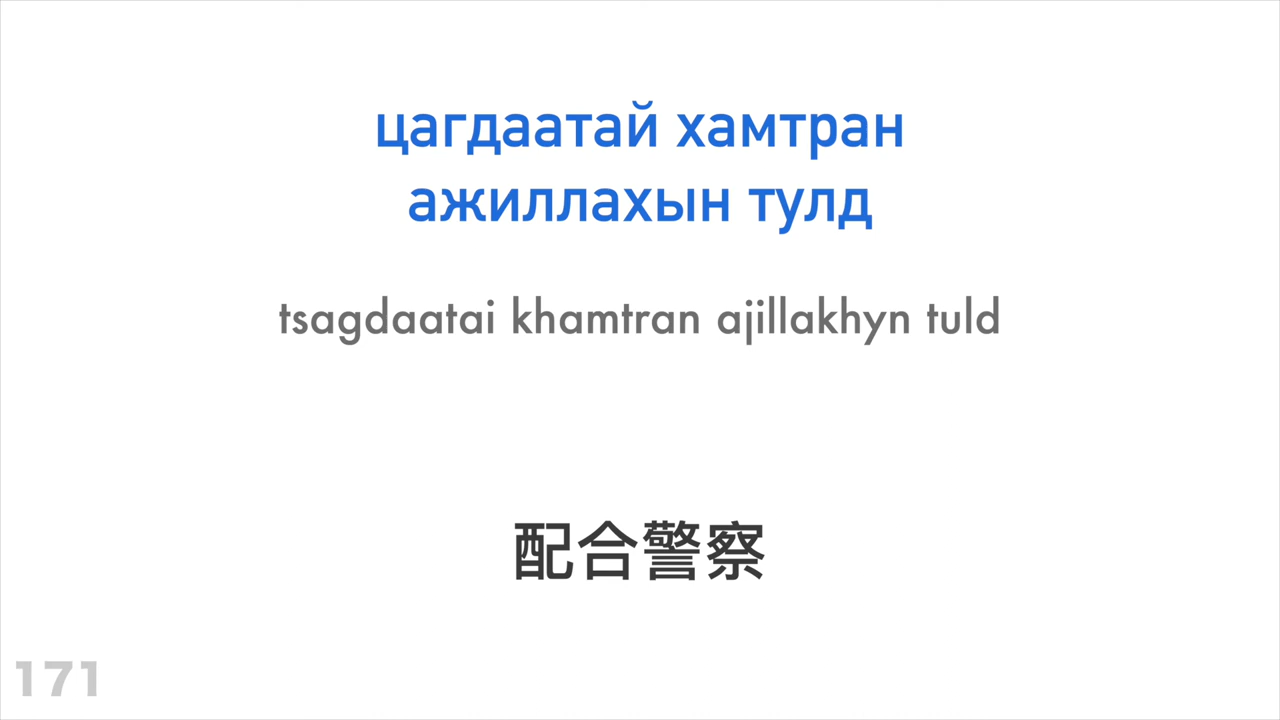 цагдаатай хамтран
ажиллахын тулд
tsagdaatai khamtran ajillakhyn tuld
配合警察
171